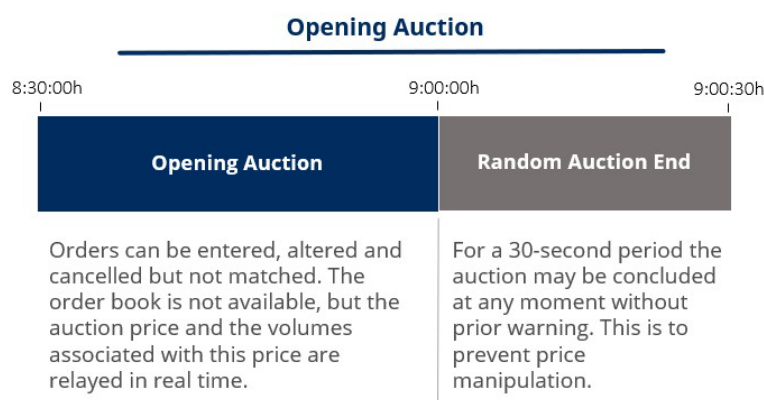 Opening Auction
8:30:00h
9:00:00h
9:00:30h
Opening Auction
Random Auction End
Orders can be entered, altered and
cancelled but not matched. The
order book is not available, but the
auction price and the volumes
associated with this price are
relayed in real time.
For a 30-second period the
auction may be concluded
at any moment without
prior warning. This is to
prevent price
manipulation.